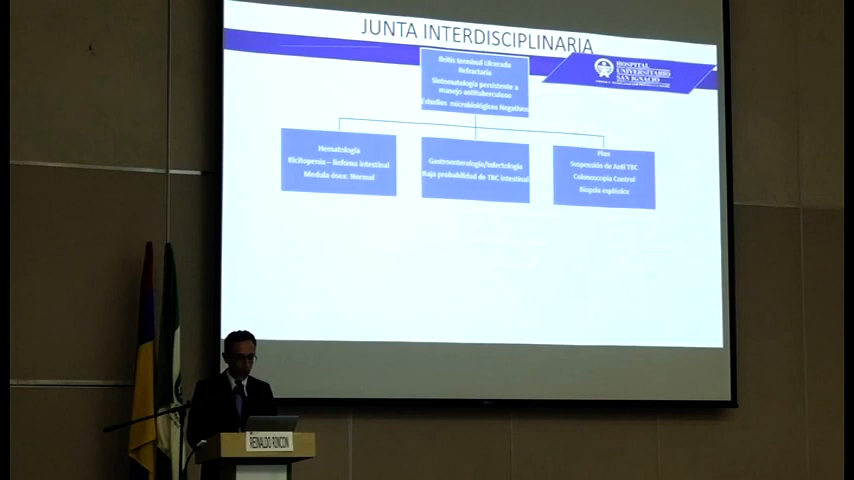 JUNTA INTERDISCIPLINARIA
HOSPITAL
UNIVERSITARIO
SAN IGNACIO
Ileitis terminal Ulcerada
Refractaria
Sintomatología persistente a
manejo antituberculoso
Estudios microbiológicos Negativos
Hematología
Bicitopenia – linfoma intestinal
Medula ósea: Normal
Gastroenterología/Infectología
Baja probabilidad de TBC intestinal
Plan
Suspensión de Anti TBC
Colonoscopia Control
Biopsia esplénica
REINALDO RINCON